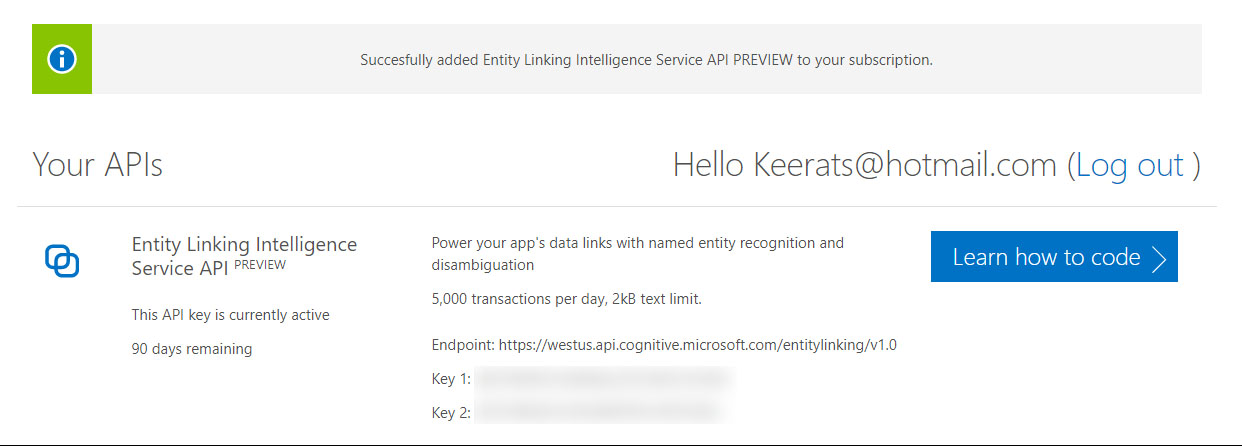 Succesfully added Entity Linking Intelligence Service API PREVIEW to your subscription.
Your APIs
Hello Keerats@hotmail.com (Log out )
Entity Linking Intelligence
Service API PREVIEW
This API key is currently active
90 days remaining
Power your app's data links with named entity recognition and
disambiguation
5,000 transactions per day, 2kB text limit.
Endpoint: https://westus.api.cognitive.microsoft.com/entitylinking/v1.0
Key 1:
Key 2:
Learn how to code